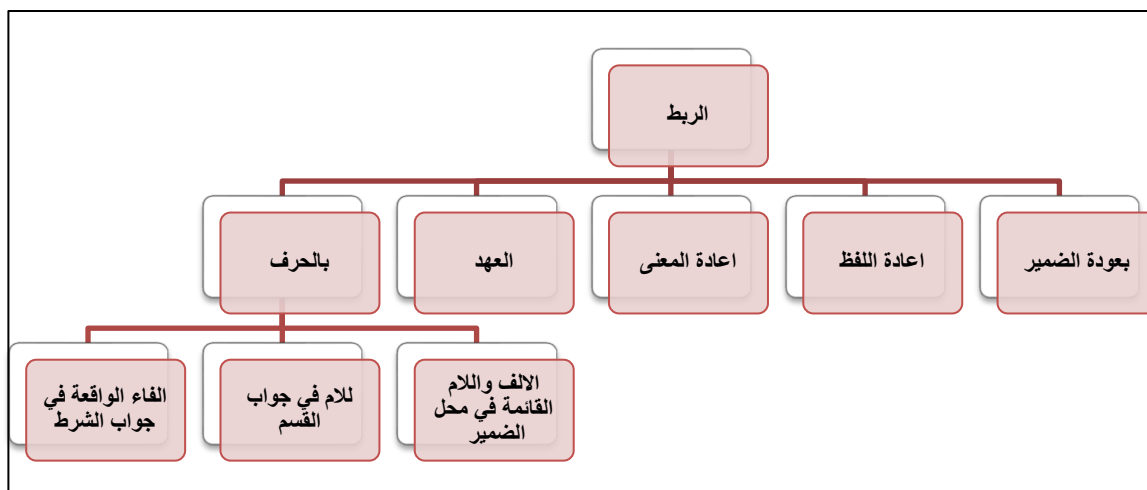 الربط
بعودة الضمير
اعادة اللفظ
اعادة المعنى
العهد
بالحرف
الالف واللام
القائمة في محل
الضمير
للام في جواب
القسم
الفاء الواقعة في
جواب الشرط